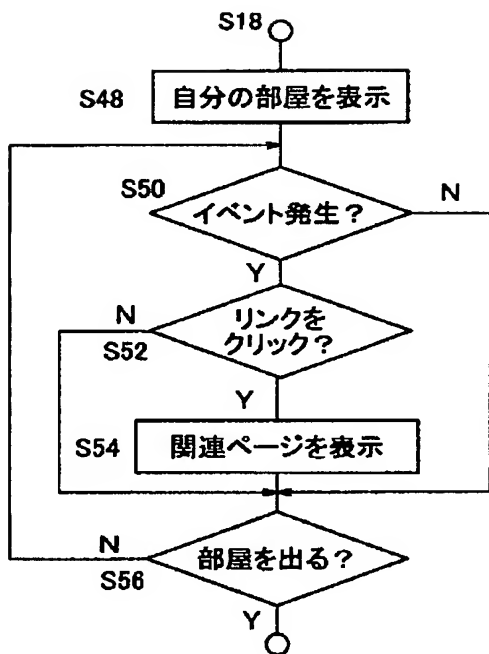 S18
S48
自分の部屋を表示
S50
イベント発生？
N
Y
リンクを
クリック？
N
S52
Y
S54
関連ページを表示
部屋を出る？
N
S56
Y